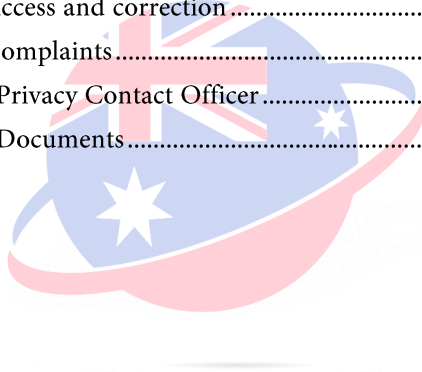 ccess and correction....................................
omplaints..........................................................
Privacy Contact Officer..............................
Documents.......................................................